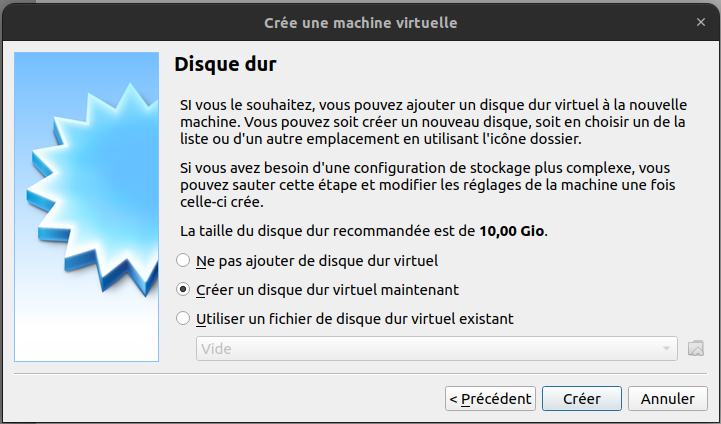 Crée une machine virtuelle
Disque dur
SI vous le souhaitez, vous pouvez ajouter un disque dur virtuel à la nouvelle
machine. Vous pouvez soit créer un nouveau disque, soit en choisir un de la
liste ou d'un autre emplacement en utilisant l'icône dossier.
Si vous avez besoin d'une configuration de stockage plus complexe, vous
pouvez sauter cette étape et modifier les réglages de la machine une fois
celle-ci crée.
La taille du disque dur recommandée est de 10,00 Gio.
Ne pas ajouter de disque dur virtuel
Créer un disque dur virtuel maintenant
Utiliser un fichier de disque dur virtuel existant
Vide
< Précédent Créer Annuler